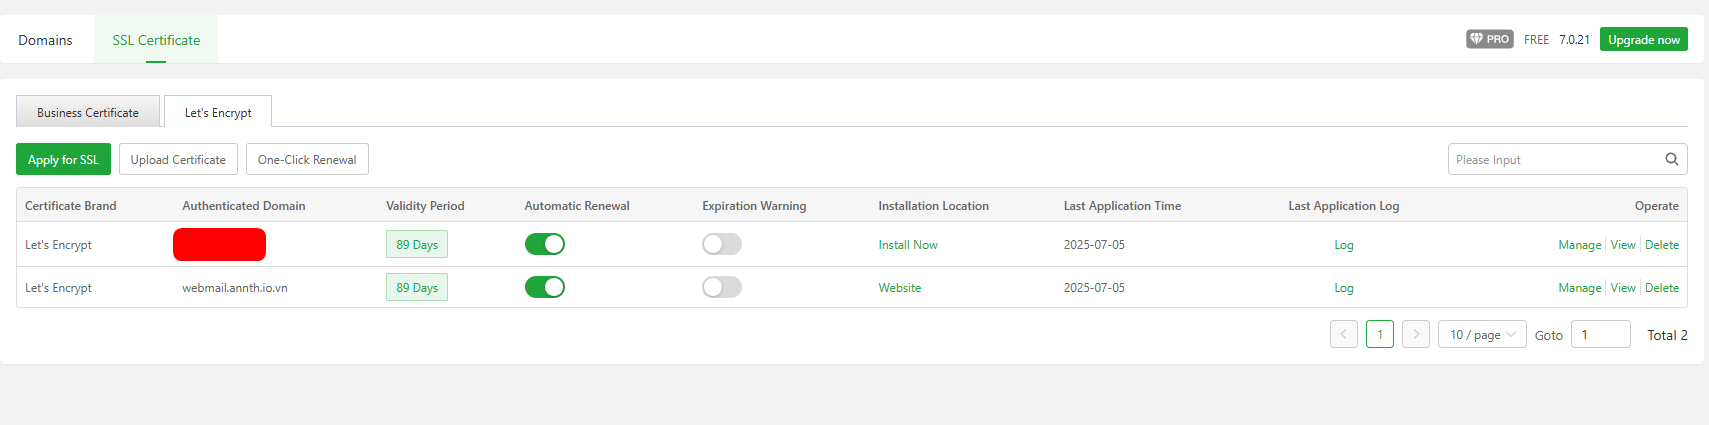 Domains SSL Certificate PRO FREE 7.0.21 Upgrade now
Business Certificate Let's Encrypt
Apply for SSL Upload Certificate One-Click Renewal Please Input
Certificate Brand Authenticated Domain Validity Period Automatic Renewal Expiration Warning Installation Location Last Application Time Last Application Log Operate
Let's Encrypt 89 Days Install Now 2025-07-05 Log Manage View Delete
Let's Encrypt webmail.annth.io.vn 89 Days Website 2025-07-05 Log Manage View Delete
1 10 / page Goto 1 Total 2